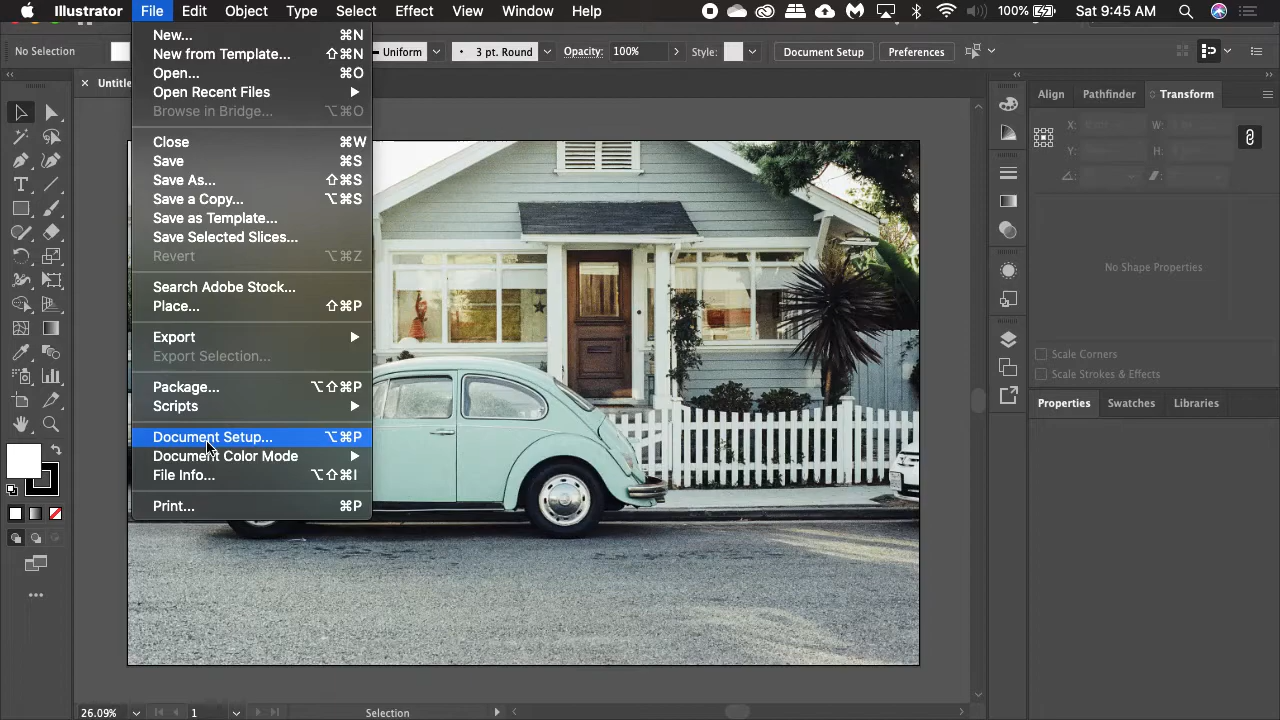 Illustrator File Edit Object Type Select Effect View Window Help 100% Sat 9:45 AM
No Selection Uniform 3 pt. Round Opacity: 100% Style: Document Setup Preferences
× Untitle
New... ⌘N
New from Template... ⇧⌘N
Open... ⌘O
Open Recent Files
Browse in Bridge... ⌥⌘O
Close ⌘W
Save ⌘S
Save As... ⇧⌘S
Save a Copy... ⌥⌘S
Save as Template...
Save Selected Slices...
Revert ⌥⌘Z
Search Adobe Stock...
Place... ⇧⌘P
Export
Export Selection...
Package... ⌥⇧⌘P
Scripts
Document Setup... ⌥⌘P
Document Color Mode
File Info... ⌥⇧⌘I
Print... ⌘P
Align Pathfinder Transform
X: W:
Y: H:
No Shape Properties
Scale Corners
Scale Strokes & Effects
Properties Swatches Libraries
26.09% 1 Selection